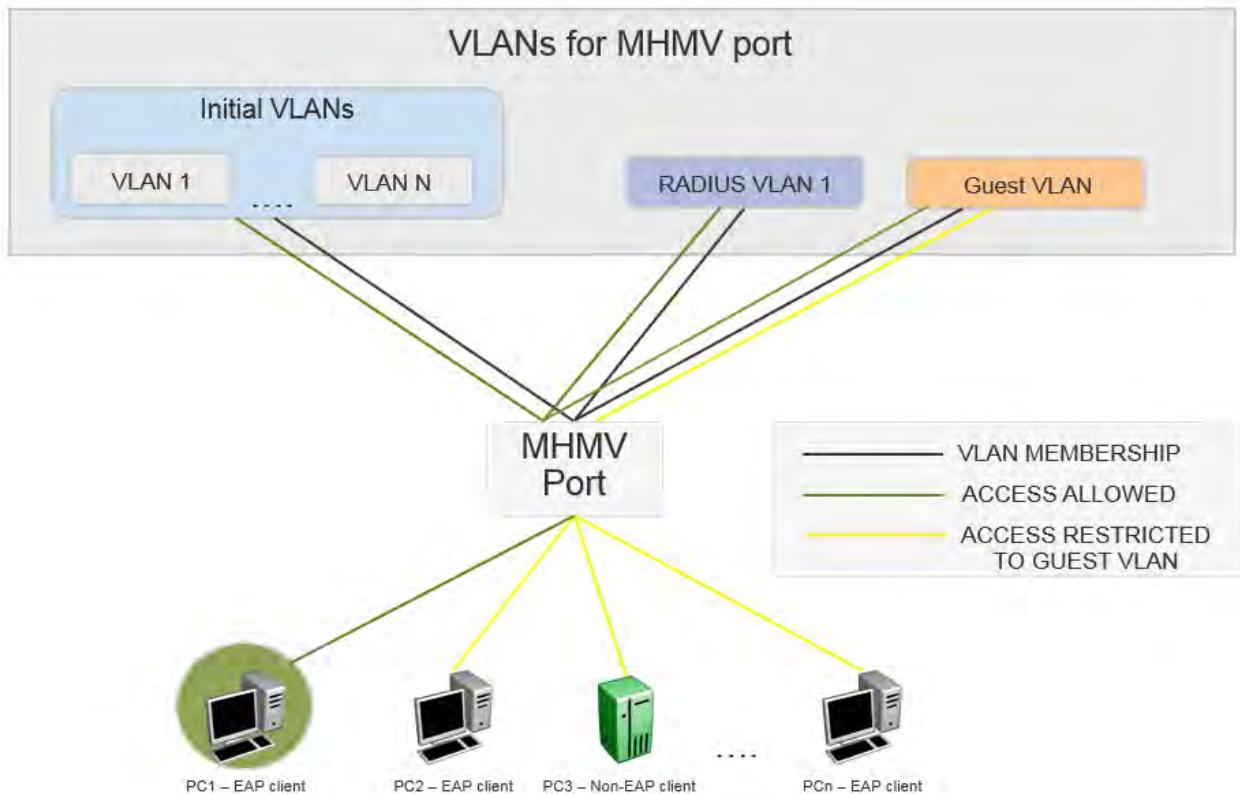 VLANs for MHMV port
Initial VLANs
VLAN 1
....
VLAN N
RADIUS VLAN 1
Guest VLAN
MHMV
Port
VLAN MEMBERSHIP
ACCESS ALLOWED
ACCESS RESTRICTED
TO GUEST VLAN
....
PC1 – EAP client
PC2 – EAP client
PC3 – Non-EAP client
PCn – EAP client